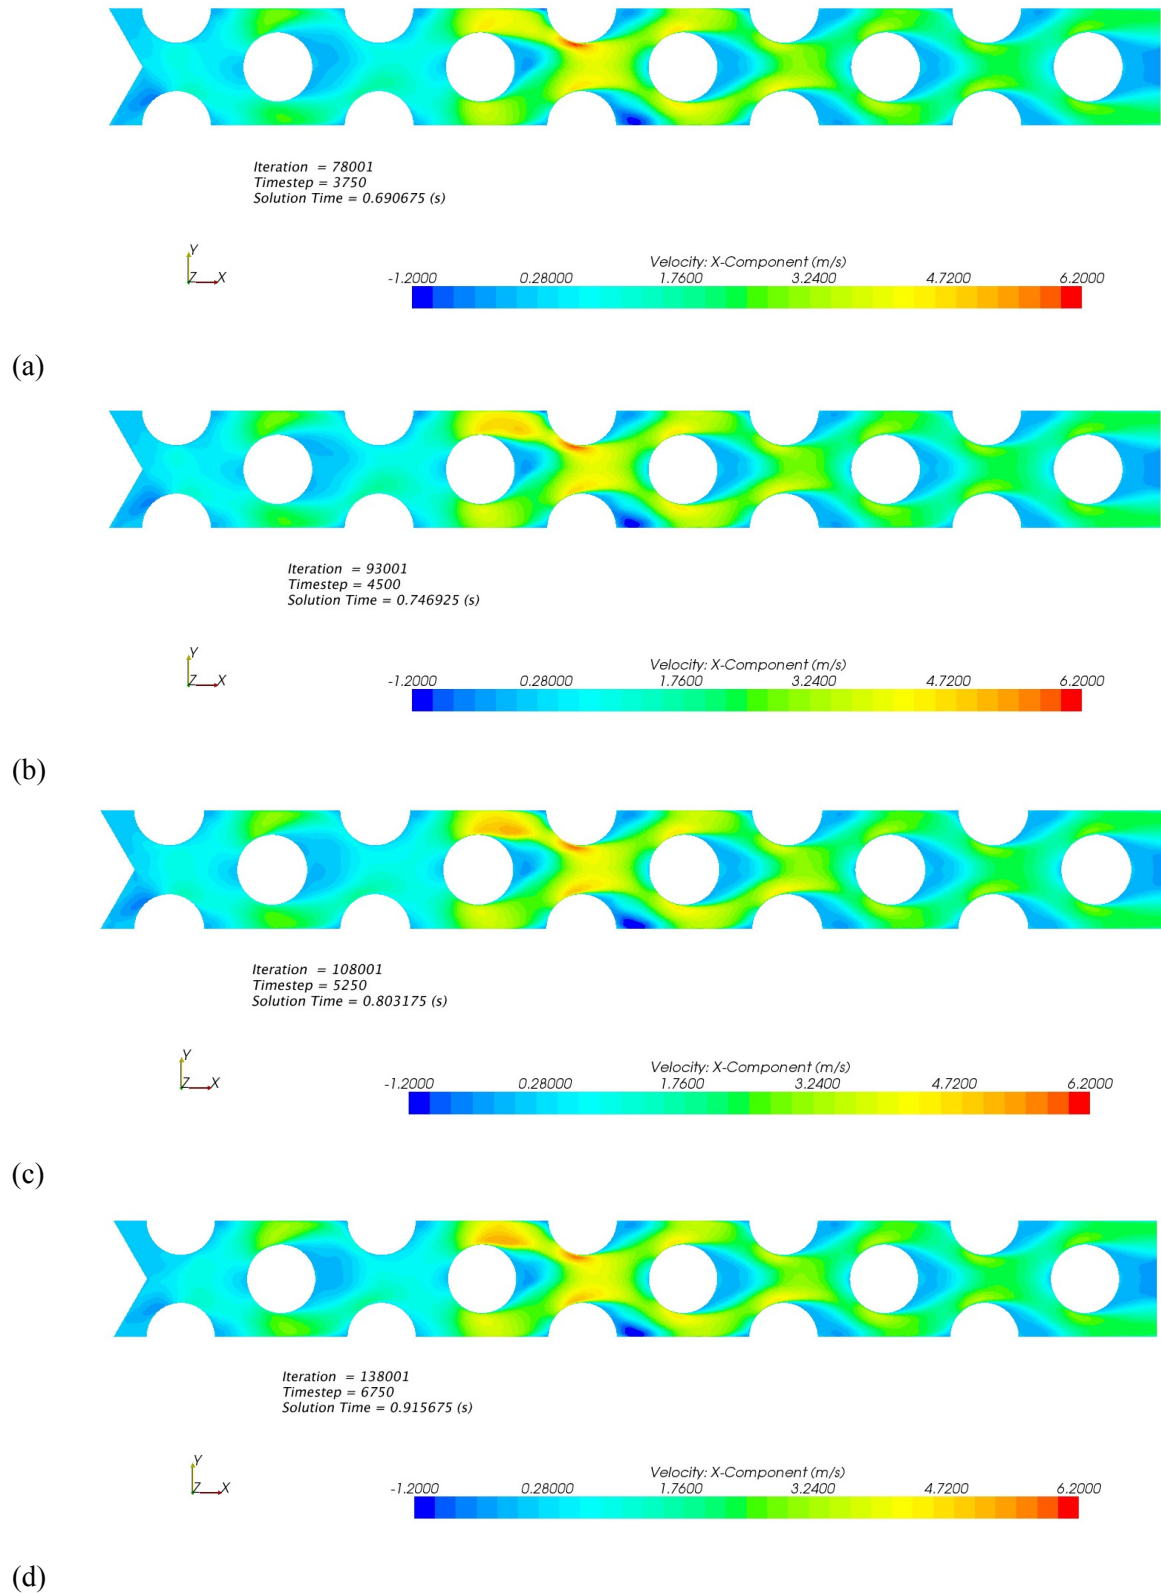 Iteration = 78001
Timestep = 3750
Solution Time = 0.690675 (s)
Y
Z X
Velocity: X-Component (m/s)
-1.2000 0.28000 1.7600 3.2400 4.7200 6.2000
(a)
Iteration = 93001
Timestep = 4500
Solution Time = 0.746925 (s)
Y
Z X
Velocity: X-Component (m/s)
-1.2000 0.28000 1.7600 3.2400 4.7200 6.2000
(b)
Iteration = 108001
Timestep = 5250
Solution Time = 0.803175 (s)
Y
Z X
Velocity: X-Component (m/s)
-1.2000 0.28000 1.7600 3.2400 4.7200 6.2000
(c)
Iteration = 138001
Timestep = 6750
Solution Time = 0.915675 (s)
Y
Z X
Velocity: X-Component (m/s)
-1.2000 0.28000 1.7600 3.2400 4.7200 6.2000
(d)